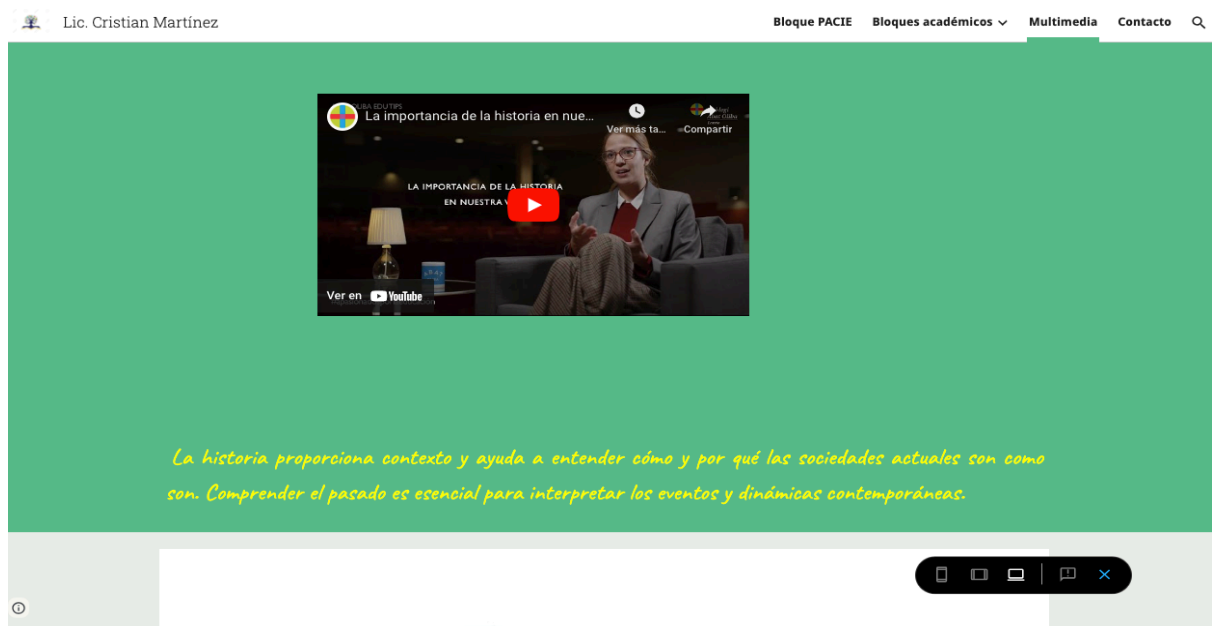 Lic. Cristian Martínez
Bloque PACIE Bloques académicos Multimedia Contacto
DUBA EDUTIPS
La importancia de la historia en nue...
Ver más ta... Compartir
LA IMPORTANCIA DE LA HISTORIA
EN NUESTRA
Ver en YouTube
La historia proporciona contexto y ayuda a entender cómo y por qué las sociedades actuales son como
son. Comprender el pasado es esencial para interpretar los eventos y dinámicas contemporáneas.